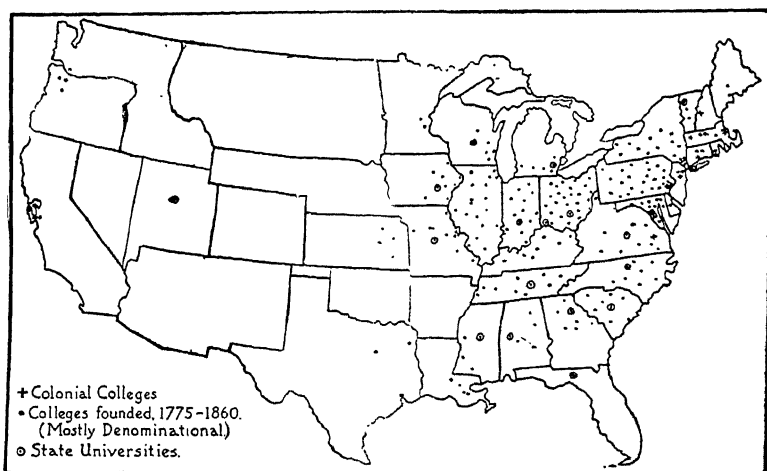 + Colonial Colleges
• Colleges founded, 1775-1860.
(Mostly Denominational)
⊙ State Universities.